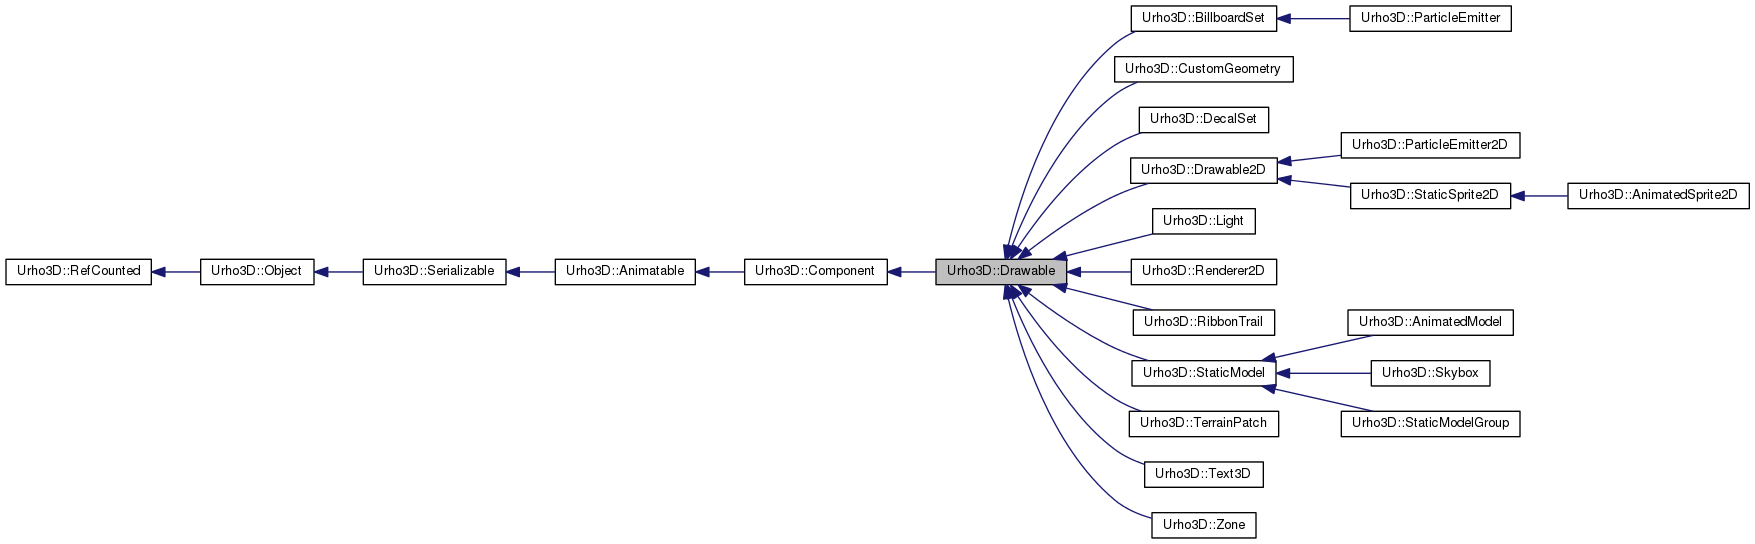 Urho3D::BillboardSet
Urho3D::ParticleEmitter
Urho3D::CustomGeometry
Urho3D::DecalSet
Urho3D::ParticleEmitter2D
Urho3D::Drawable2D
Urho3D::StaticSprite2D
Urho3D::AnimatedSprite2D
Urho3D::Light
Urho3D::RefCounted
Urho3D::Object
Urho3D::Serializable
Urho3D::Animatable
Urho3D::Component
Urho3D::Drawable
Urho3D::Renderer2D
Urho3D::RibbonTrail
Urho3D::AnimatedModel
Urho3D::StaticModel
Urho3D::Skybox
Urho3D::TerrainPatch
Urho3D::StaticModelGroup
Urho3D::Text3D
Urho3D::Zone